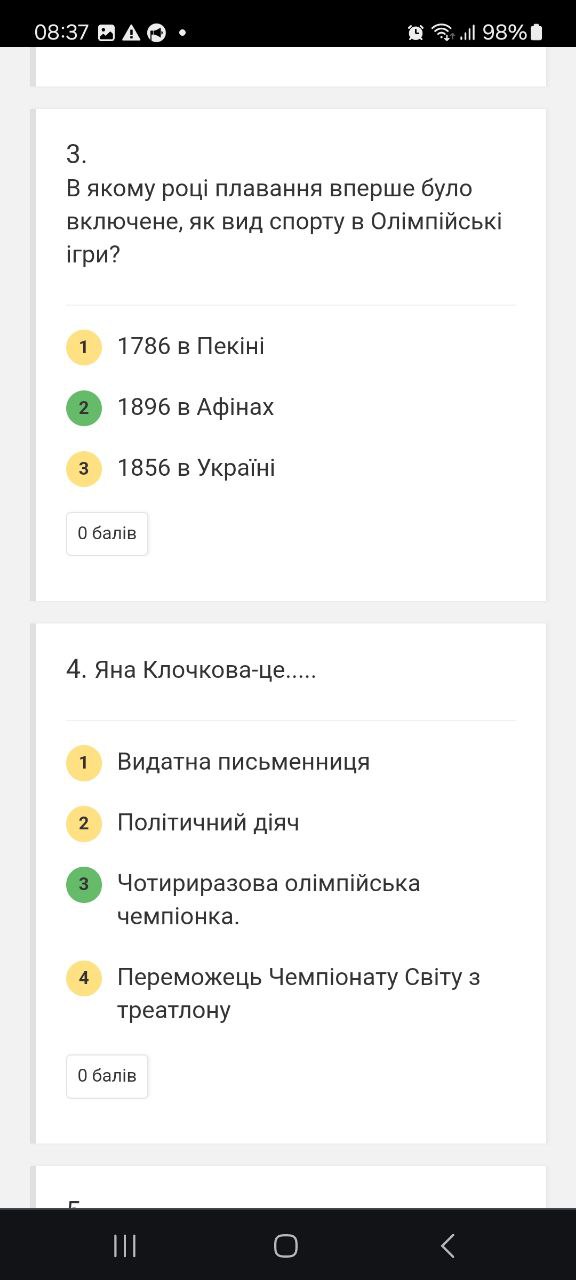 08:37 98%
3.
В якому році плавання вперше було
включене, як вид спорту в Олімпійські
ігри?
1 1786 в Пекіні
2 1896 в Афінах
3 1856 в Україні
0 балів
4. Яна Клочкова-це.....
1 Видатна письменниця
2 Політичний діяч
3 Чотириразова олімпійська
чемпіонка.
4 Переможець Чемпіонату Світу з
треатлону
0 балів